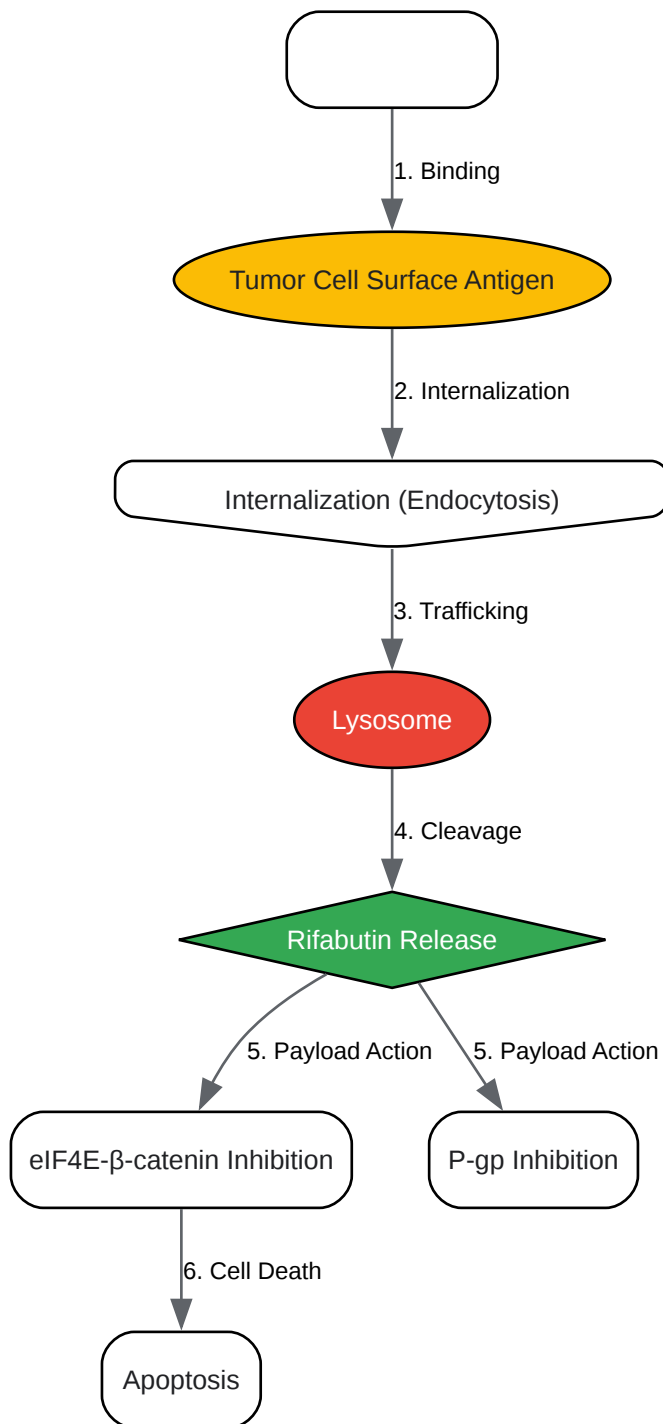 1. Binding
Tumor Cell Surface Antigen
2. Internalization
Internalization (Endocytosis)
3. Trafficking
Lysosome
4. Cleavage
Rifabutin Release
5. Payload Action
5. Payload Action
eIF4E-β-catenin Inhibition
P-gp Inhibition
6. Cell Death
Apoptosis